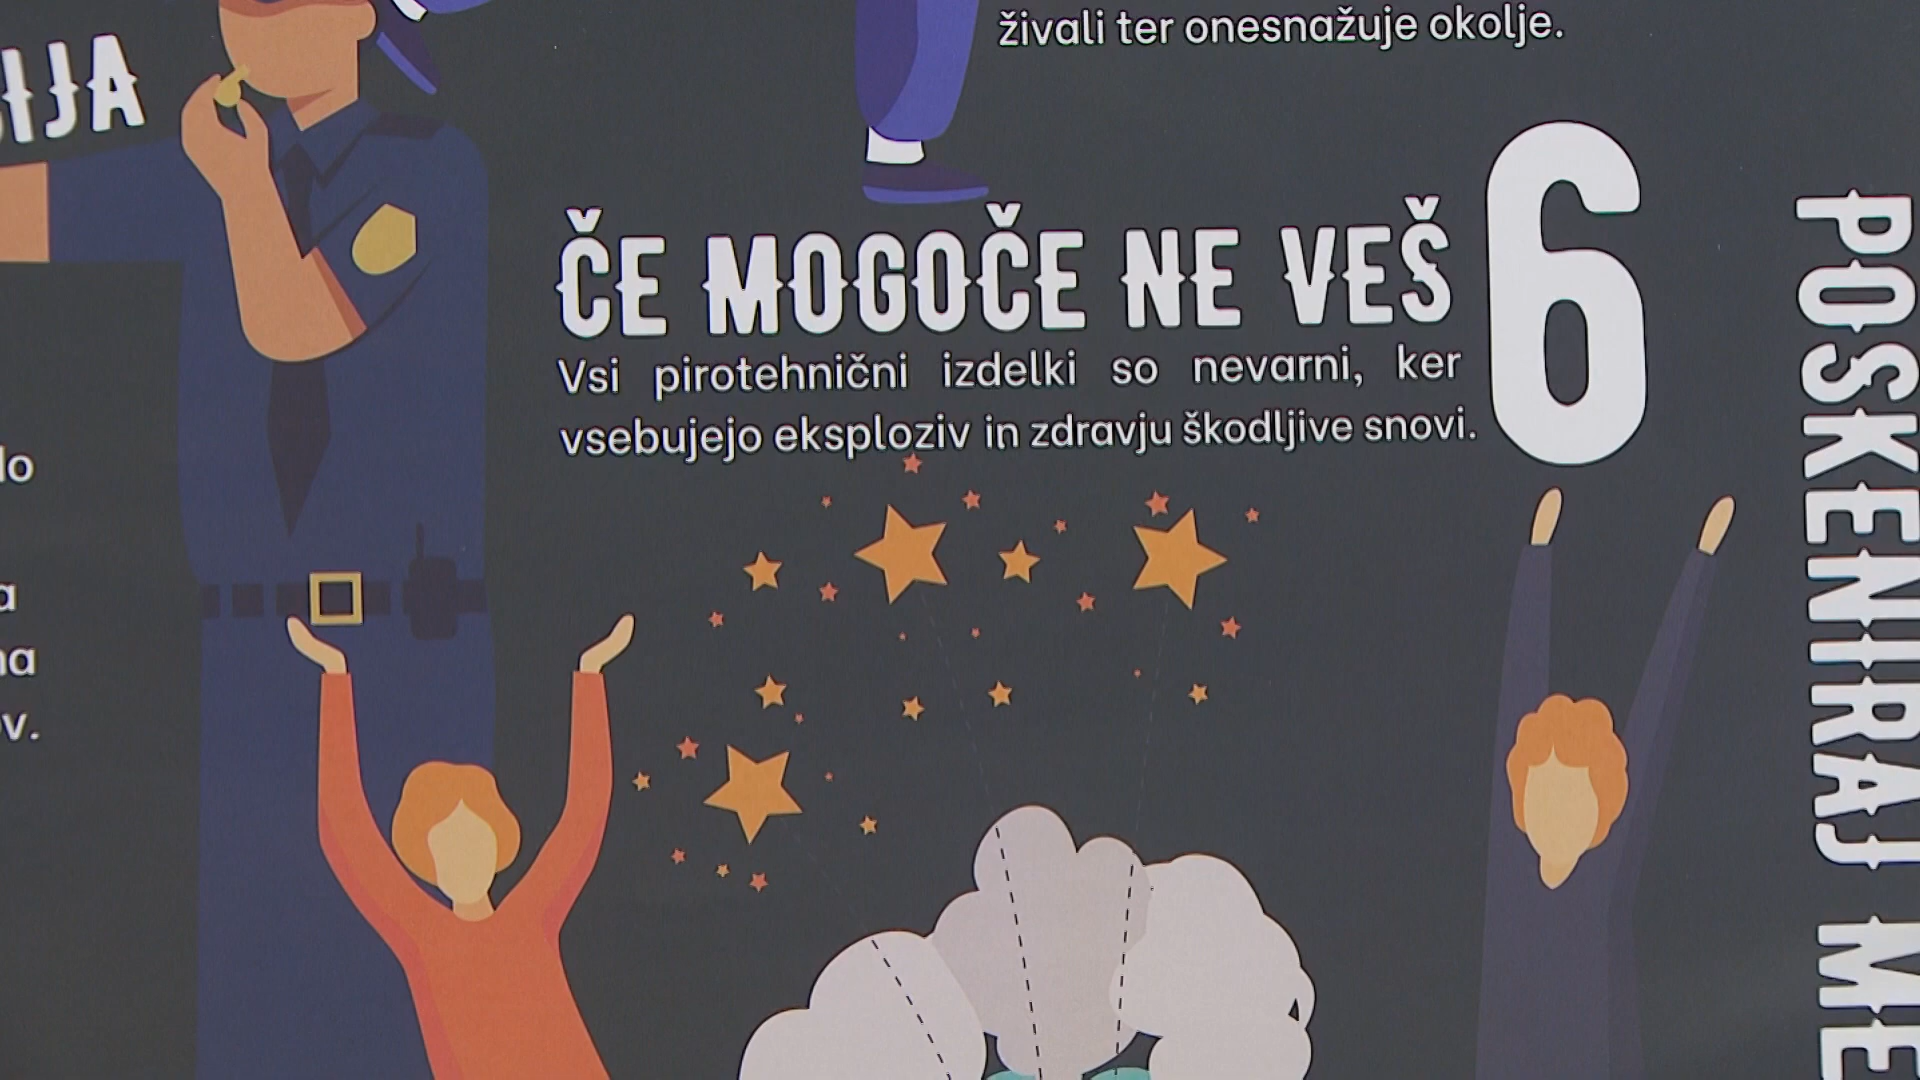 živali ter onesnažuje okolje.
ČE MOGOČE NE VEŠ
6
Vsi pirotehnični izdelki so nevarni, ker
vsebujejo eksploziv in zdravju škodljive snovi.
POSKENIRAJ ME